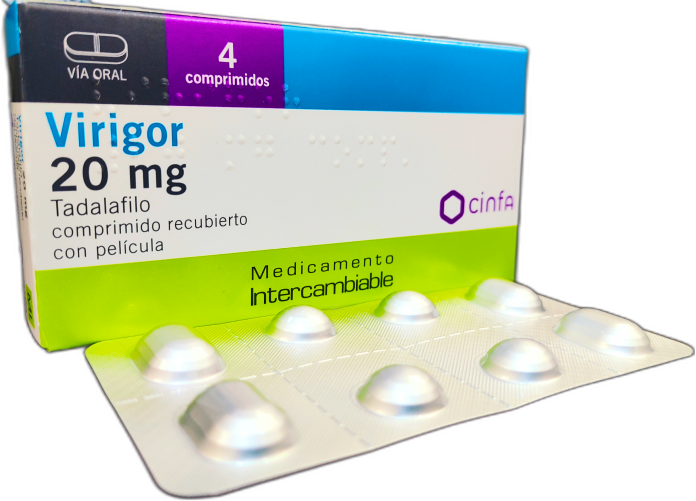 VÍA ORAL
4
comprimidos
Virigor
20 mg
Tadalafilo
comprimido recubierto
con película
cinfa
Medicamento
Intercambiable